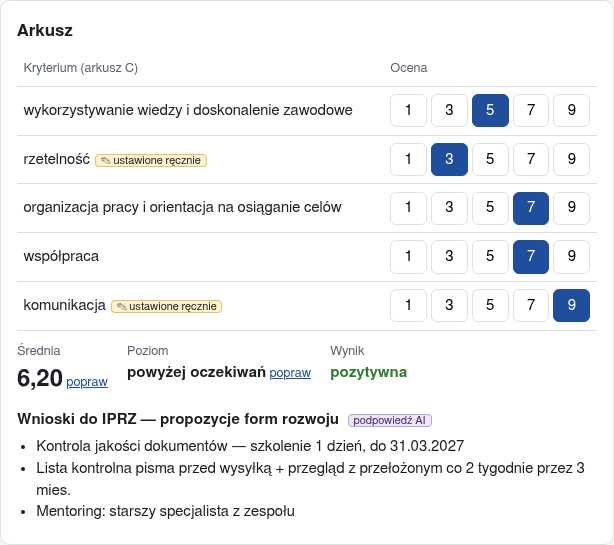 Arkusz
Kryterium (arkusz C) Ocena
wykorzystywanie wiedzy i doskonalenie zawodowe 1 3 5 7 9
rzetelność ✎ ustawione ręcznie 1 3 5 7 9
organizacja pracy i orientacja na osiąganie celów 1 3 5 7 9
współpraca 1 3 5 7 9
komunikacja ✎ ustawione ręcznie 1 3 5 7 9
Średnia Poziom Wynik
6,20 popraw powyżej oczekiwań popraw pozytywna
Wnioski do IPRZ — propozycje form rozwoju podpowiedź AI
• Kontrola jakości dokumentów — szkolenie 1 dzień, do 31.03.2027
• Lista kontrolna pisma przed wysyłką + przegląd z przełożonym co 2 tygodnie przez 3
mies.
• Mentoring: starszy specjalista z zespołu